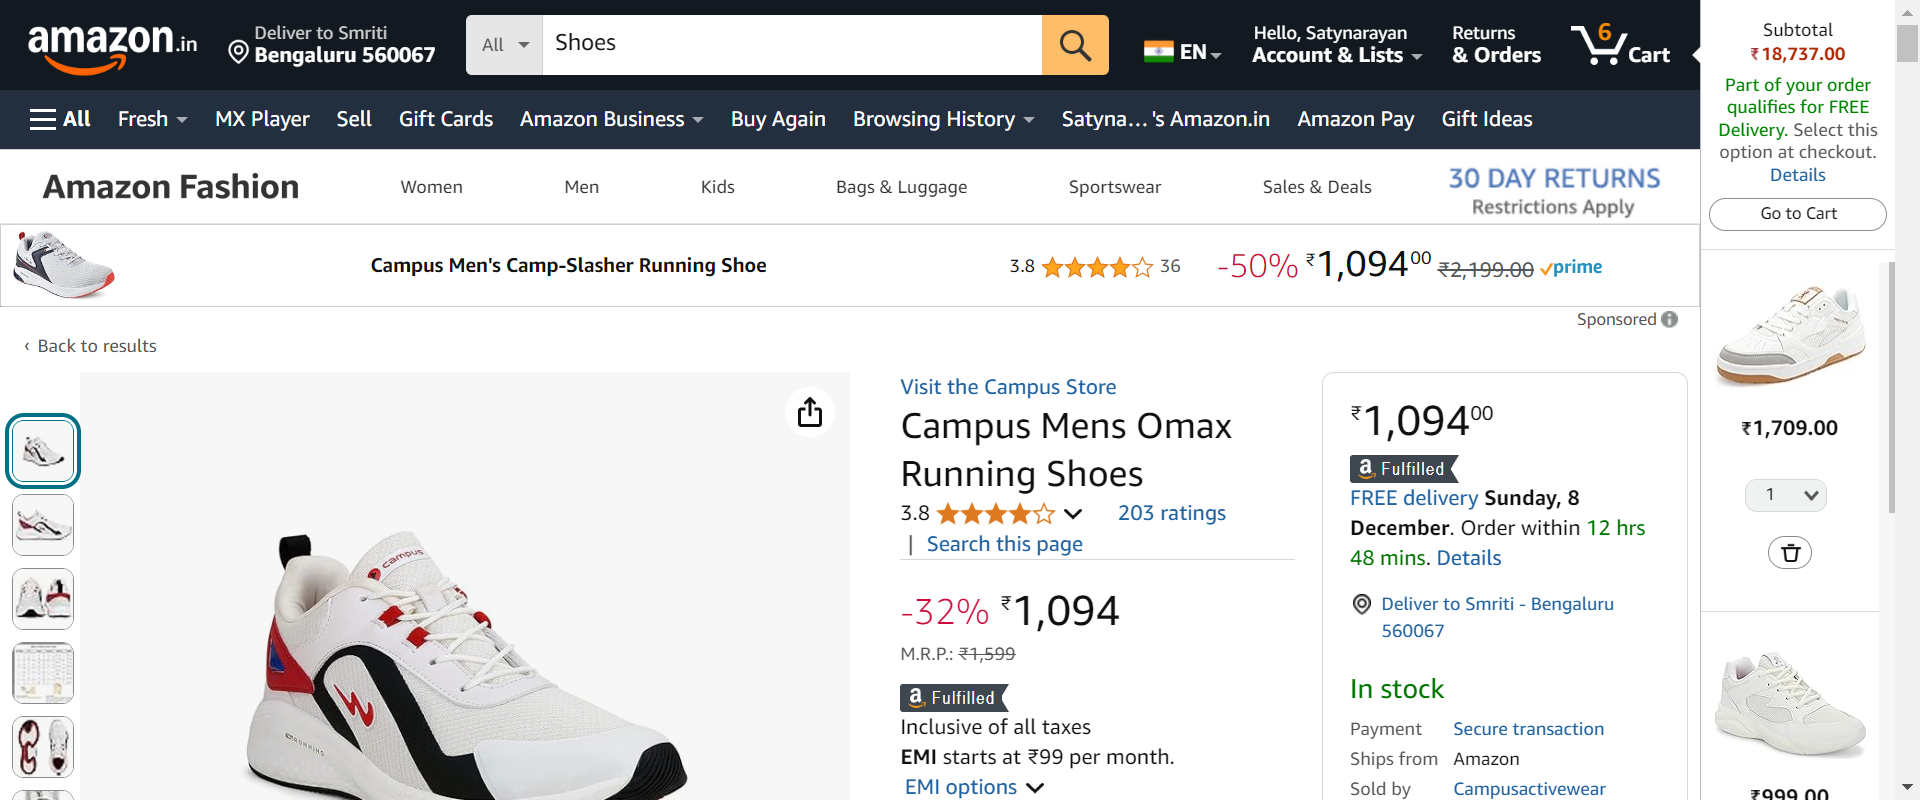 amazon.in
Deliver to Smriti
Bengaluru 560067
All
Shoes
EN
Hello, Satynarayan
Account & Lists
Returns
& Orders
6
Cart
All
Fresh
MX Player
Sell
Gift Cards
Amazon Business
Buy Again
Browsing History
Satyna... 's Amazon.in
Amazon Pay
Gift Ideas
Amazon Fashion
Women
Men
Kids
Bags & Luggage
Sportswear
Sales & Deals
30 DAY RETURNS
Restrictions Apply
Campus Men's Camp-Slasher Running Shoe
3.8
36
-50% ₹1,094.00 ₹2,199.00 prime
Sponsored
‹ Back to results
campus
RUNNING
Visit the Campus Store
Campus Mens Omax
Running Shoes
3.8
203 ratings
| Search this page
-32% ₹1,094
M.R.P.: ₹1,599
a Fulfilled
Inclusive of all taxes
EMI starts at ₹99 per month.
EMI options
₹1,094 00
a Fulfilled
FREE delivery Sunday, 8
December. Order within 12 hrs
48 mins. Details
Deliver to Smriti - Bengaluru
560067
In stock
Payment Secure transaction
Ships from Amazon
Sold by Campusactivewear
Subtotal
₹18,737.00
Part of your order
qualifies for FREE
Delivery. Select this
option at checkout.
Details
Go to Cart
₹1,709.00
1
₹999.00